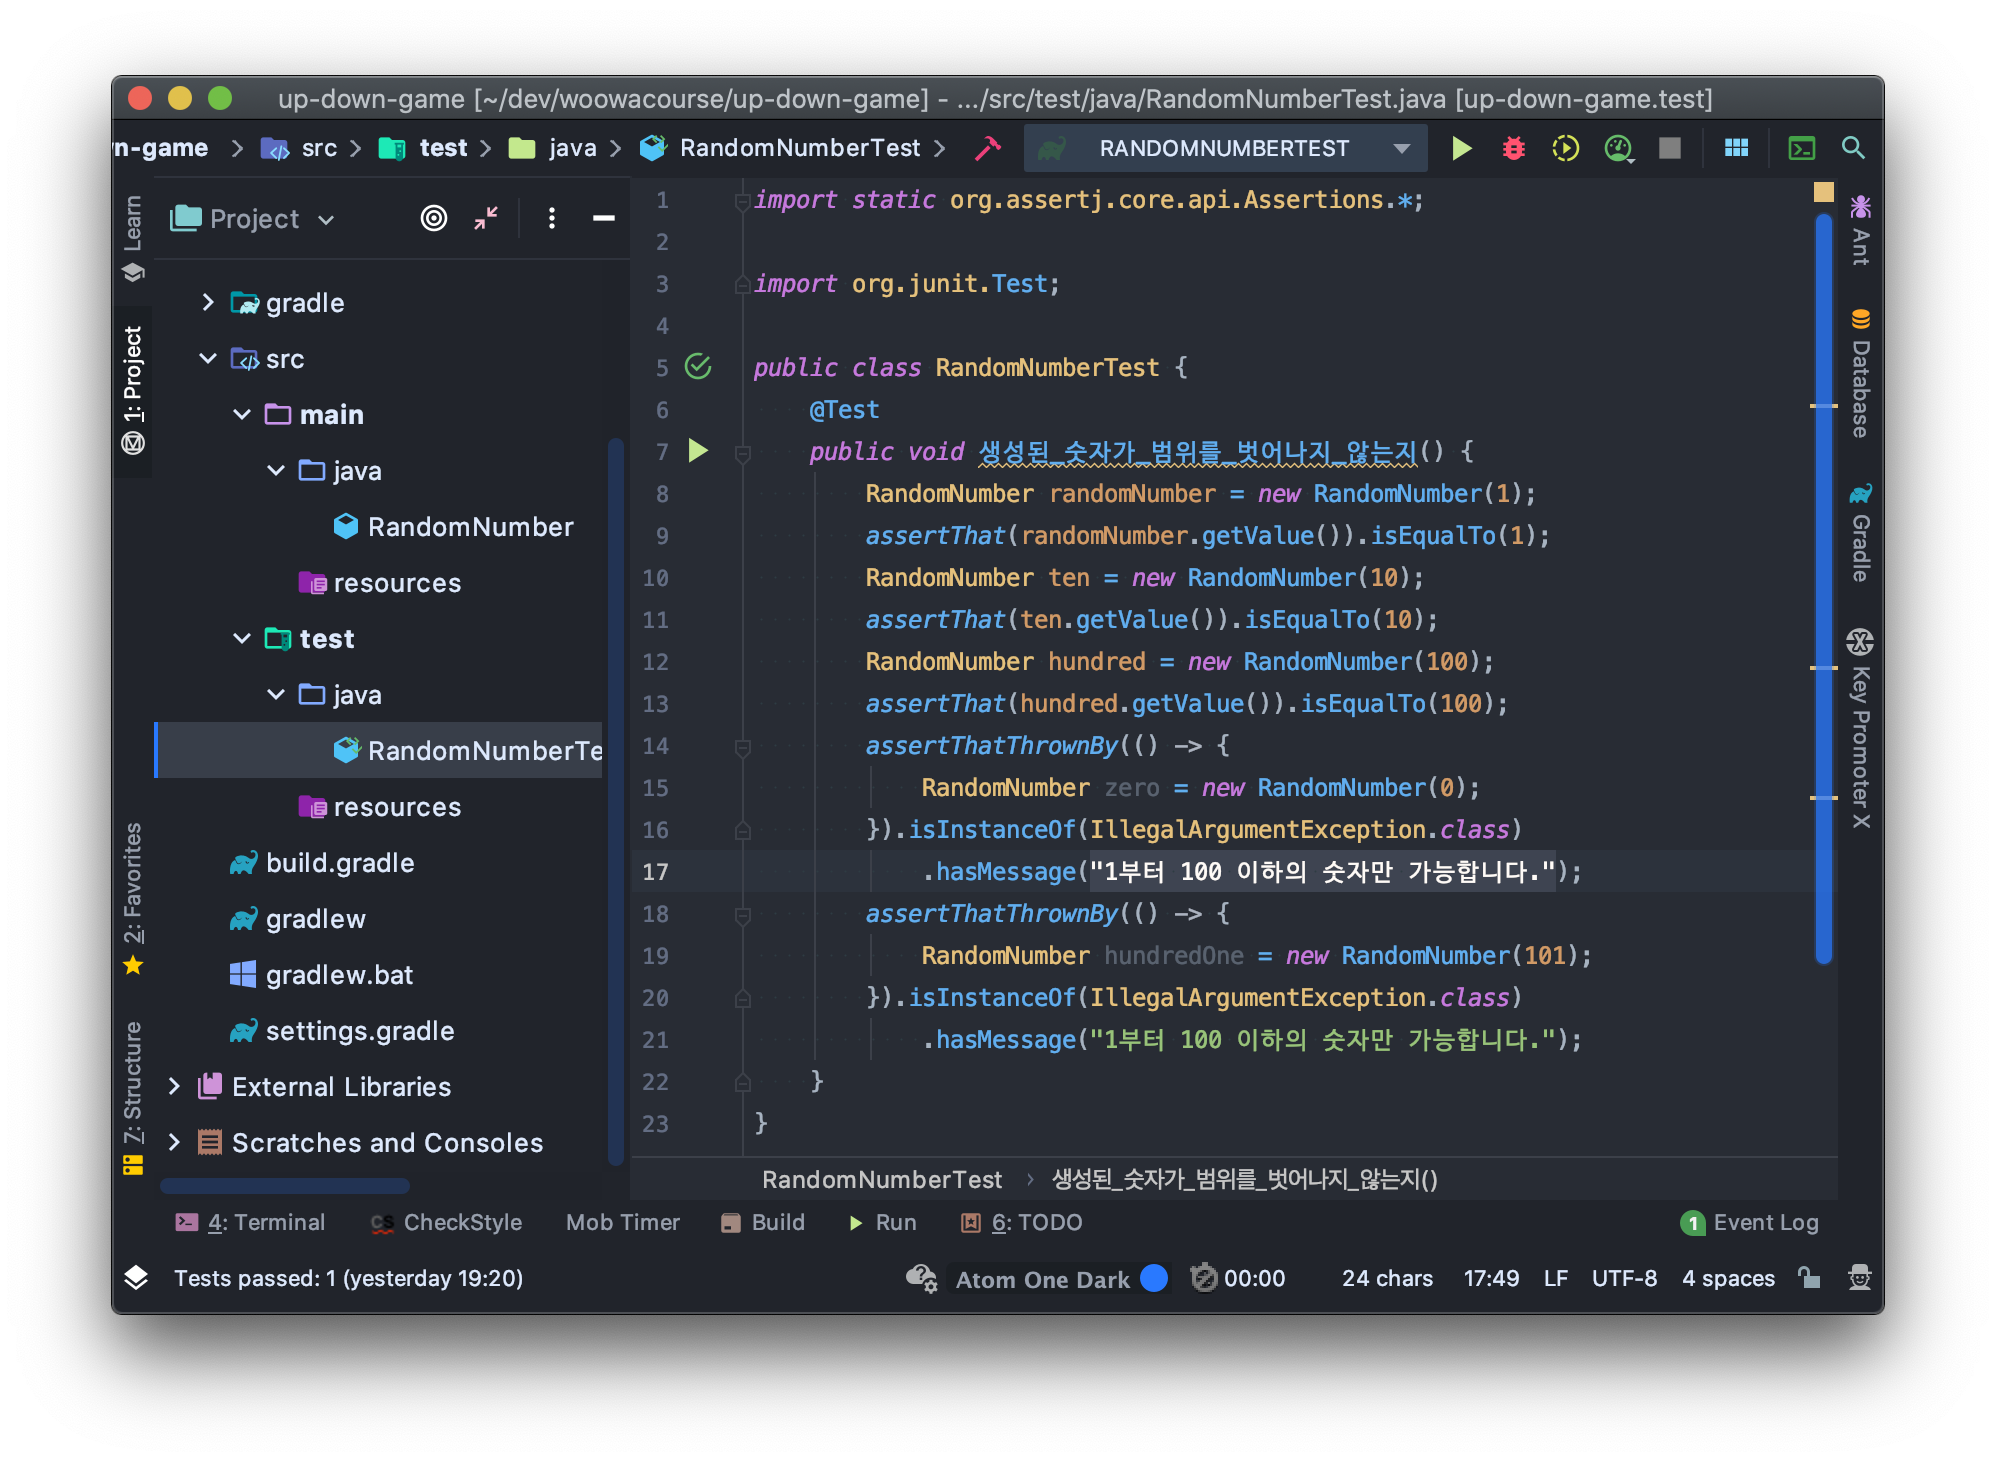 up-down-game [~/dev/woowacourse/up-down-game] - .../src/test/java/RandomNumberTest.java [up-down-game.test]
n-game src test java RandomNumberTest RANDOMNUMBERTEST
Learn
1: Project
2: Favorites
7: Structure
Project
gradle
src
main
java
RandomNumber
resources
test
java
RandomNumberTe
resources
build.gradle
gradlew
gradlew.bat
settings.gradle
External Libraries
Scratches and Consoles
1 import static org.assertj.core.api.Assertions.*;
2
3 import org.junit.Test;
4
5 public class RandomNumberTest {
6 @Test
7 public void 생성된_숫자가_범위를_벗어나지_않는지() {
8 RandomNumber randomNumber = new RandomNumber(1);
9 assertThat(randomNumber.getValue()).isEqualTo(1);
10 RandomNumber ten = new RandomNumber(10);
11 assertThat(ten.getValue()).isEqualTo(10);
12 RandomNumber hundred = new RandomNumber(100);
13 assertThat(hundred.getValue()).isEqualTo(100);
14 assertThatThrownBy(() -> {
15 RandomNumber zero = new RandomNumber(0);
16 }).isInstanceOf(IllegalArgumentException.class)
17 .hasMessage("1부터 100 이하의 숫자만 가능합니다.");
18 assertThatThrownBy(() -> {
19 RandomNumber hundredOne = new RandomNumber(101);
20 }).isInstanceOf(IllegalArgumentException.class)
21 .hasMessage("1부터 100 이하의 숫자만 가능합니다.");
22 }
23 }
RandomNumberTest › 생성된_숫자가_범위를_벗어나지_않는지()
Ant
Database
Gradle
Key Promoter X
4: Terminal CS CheckStyle Mob Timer Build Run 6: TODO 1 Event Log
Tests passed: 1 (yesterday 19:20) Atom One Dark 00:00 24 chars 17:49 LF UTF-8 4 spaces